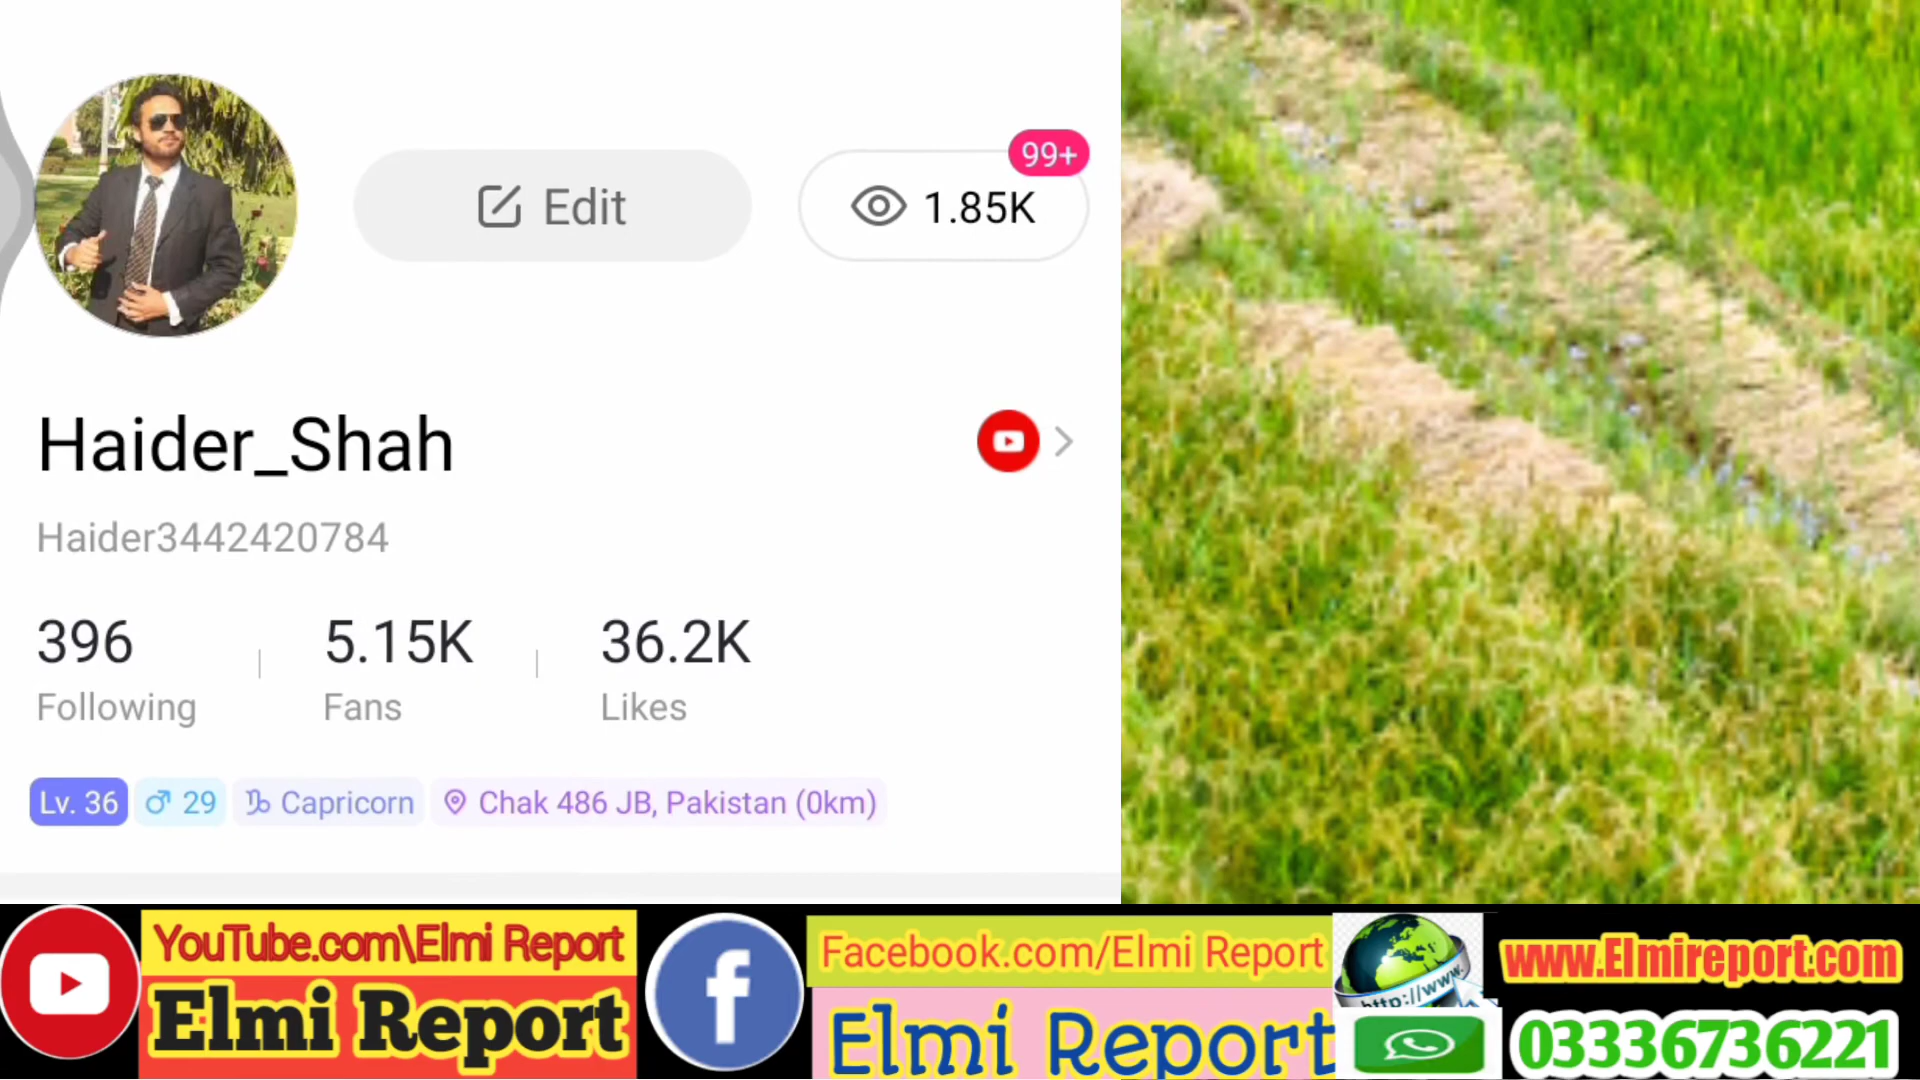 99+
Edit
1.85K
Haider_Shah
Haider3442420784
396
5.15K
36.2K
Following
Fans
Likes
Lv. 36
29
Capricorn
Chak 486 JB, Pakistan (0km)
YouTube.com\Elmi Report
Elmi Report
Facebook.com/Elmi Report
Elmi Report
http://www.
www.Elmireport.com
03336736221